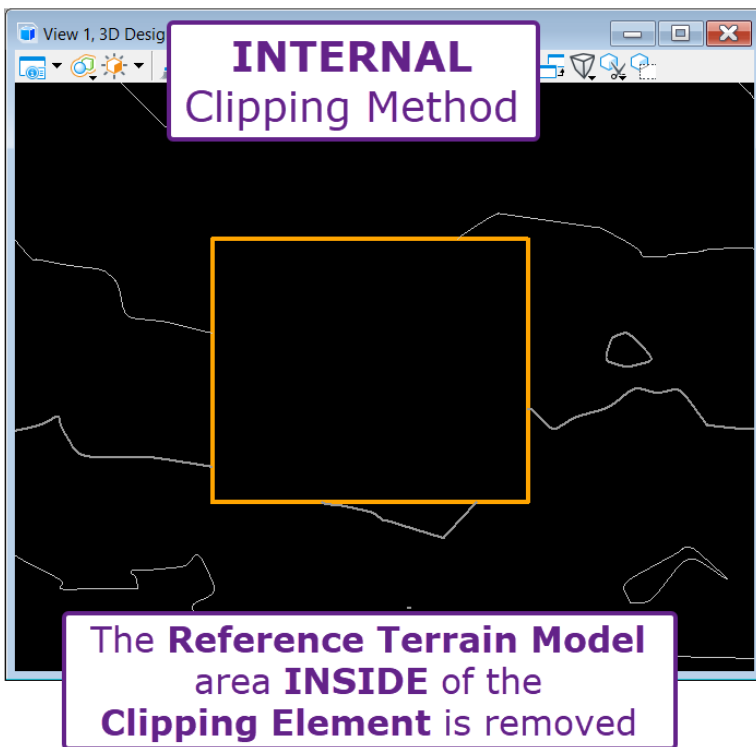 View 1, 3D Desig
INTERNAL
Clipping Method
The Reference Terrain Model
area INSIDE of the
Clipping Element is removed